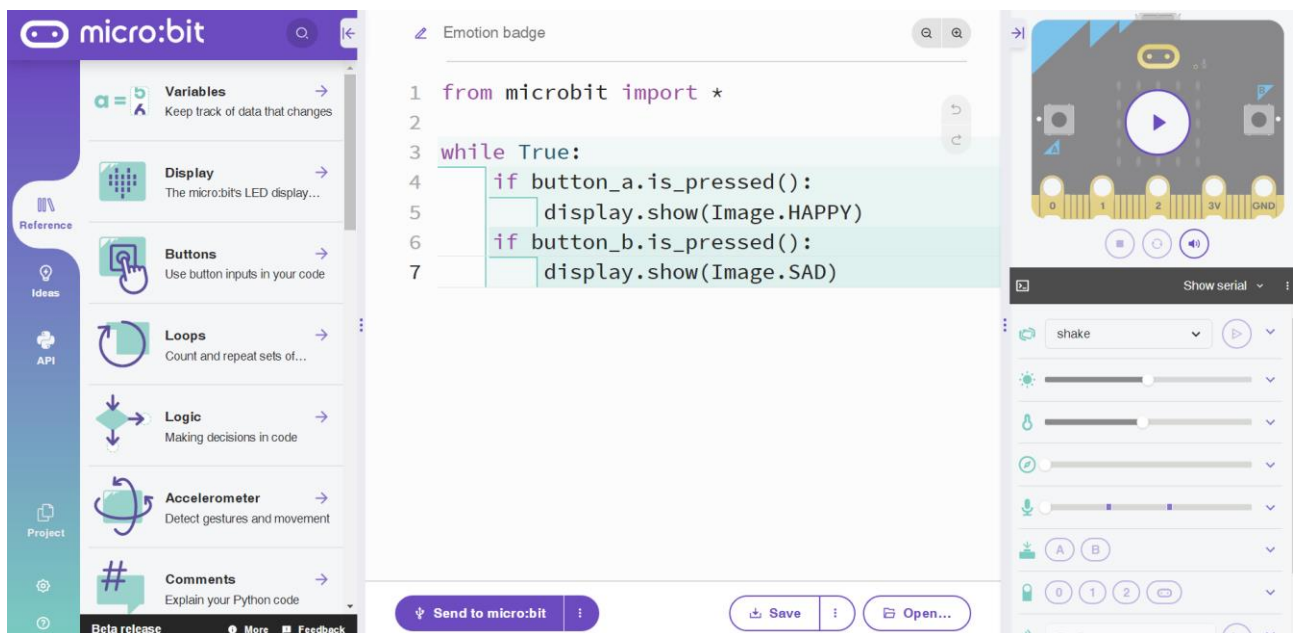 micro:bit
Reference
Ideas
API
Project
Variables
Keep track of data that changes
Display
The micro:bit's LED display…
Buttons
Use button inputs in your code
Loops
Count and repeat sets of…
Logic
Making decisions in code
Accelerometer
Detect gestures and movement
Comments
Explain your Python code
Beta release
More
Feedback
Emotion badge
1 from microbit import *
2
3 while True:
4 if button_a.is_pressed():
5 display.show(Image.HAPPY)
6 if button_b.is_pressed():
7 display.show(Image.SAD)
Send to micro:bit
Save
Open...
A
B
0 1 2 3V GND
Show serial
shake
A B
0 1 2